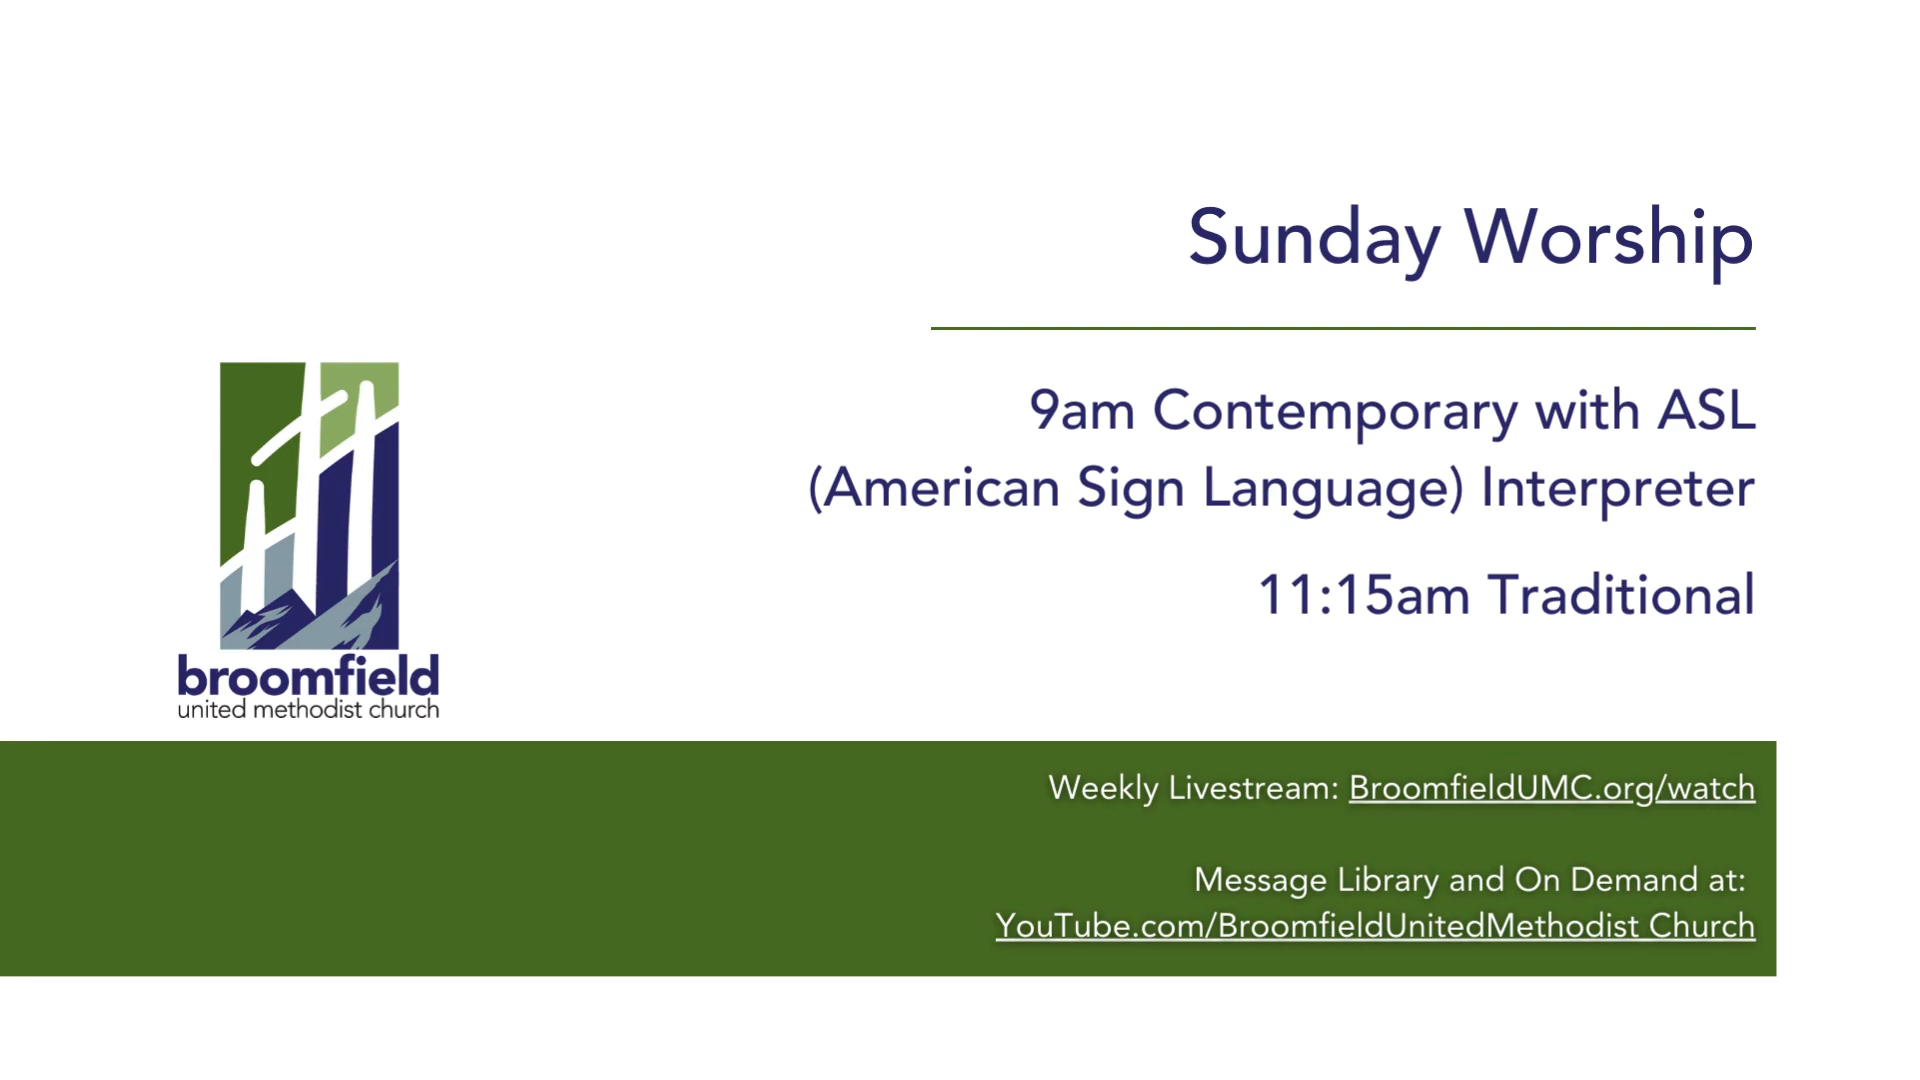 Sunday Worship
9am Contemporary with ASL
(American Sign Language) Interpreter
11:15am Traditional
broomfield
united methodist church
Weekly Livestream: BroomfieldUMC.org/watch
Message Library and On Demand at:
YouTube.com/BroomfieldUnitedMethodist Church